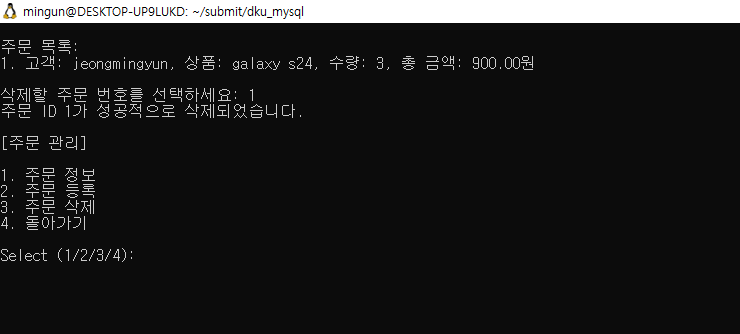 mingun@DESKTOP-UP9LUKD: ~/submit/dku_mysql
주문 목록:
1. 고객: jeongmingyun, 상품: galaxy s24, 수량: 3, 총 금액: 900.00원
삭제할 주문 번호를 선택하세요: 1
주문 ID 1가 성공적으로 삭제되었습니다.
[주문 관리]
1. 주문 정보
2. 주문 등록
3. 주문 삭제
4. 돌아가기
Select (1/2/3/4):